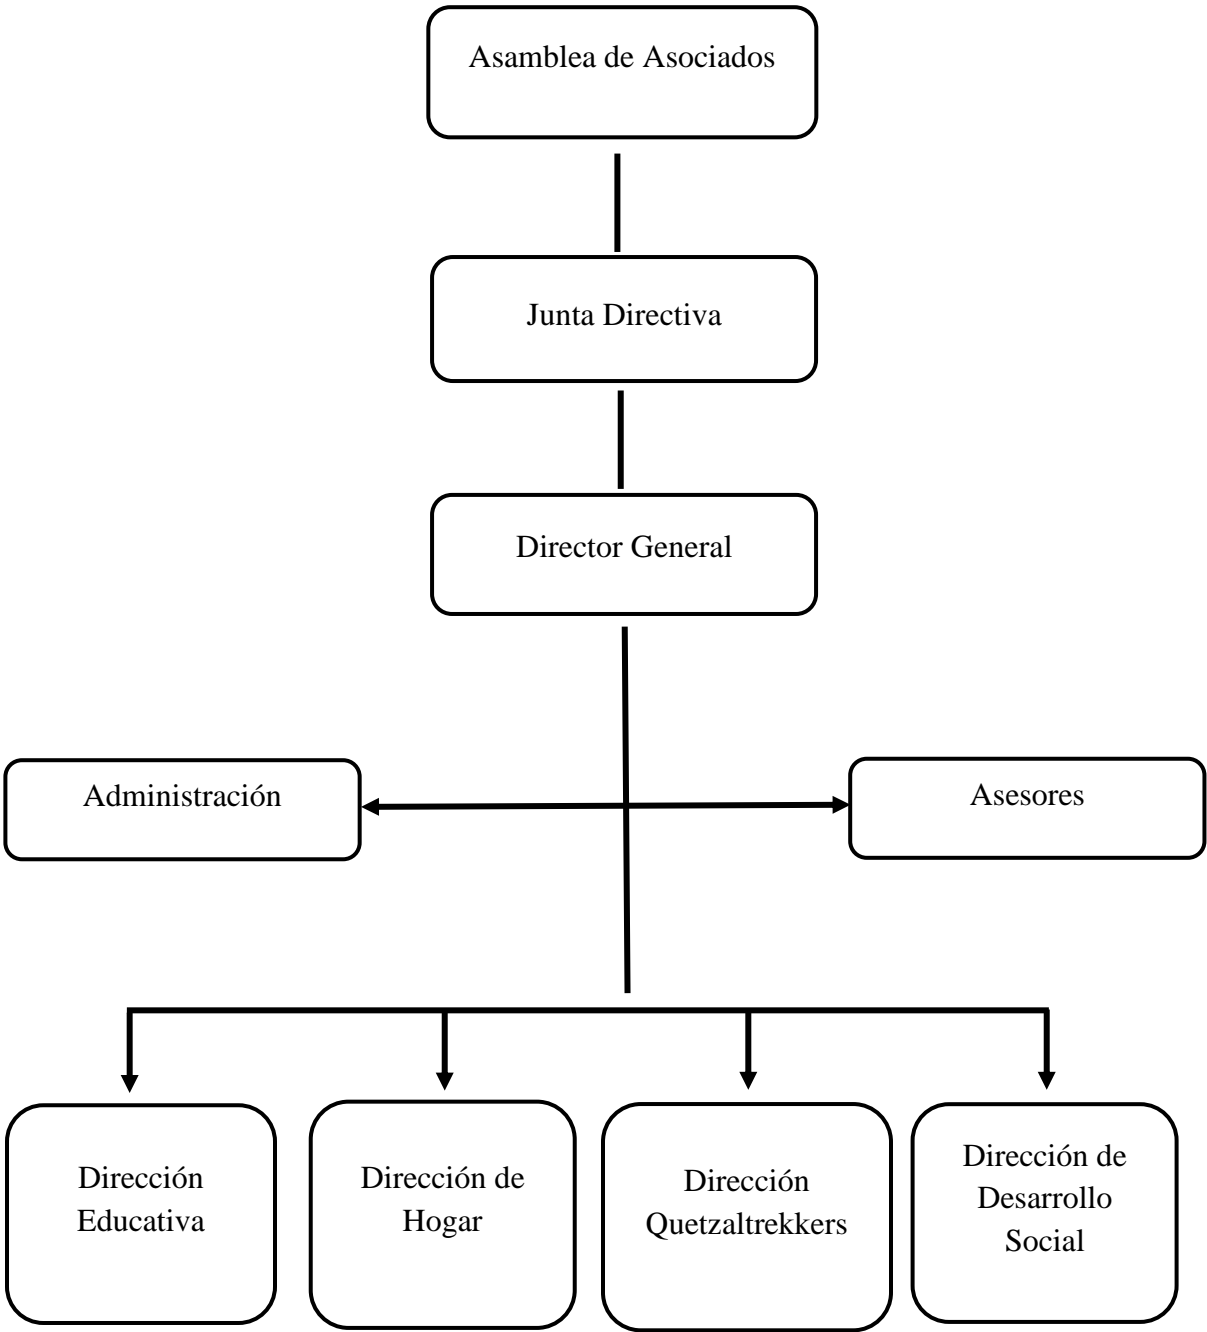 Asamblea de Asociados
Junta Directiva
Director General
Administración
Asesores
Dirección
Educativa
Dirección de
Hogar
Dirección
Quetzaltrekkers
Dirección de
Desarrollo
Social